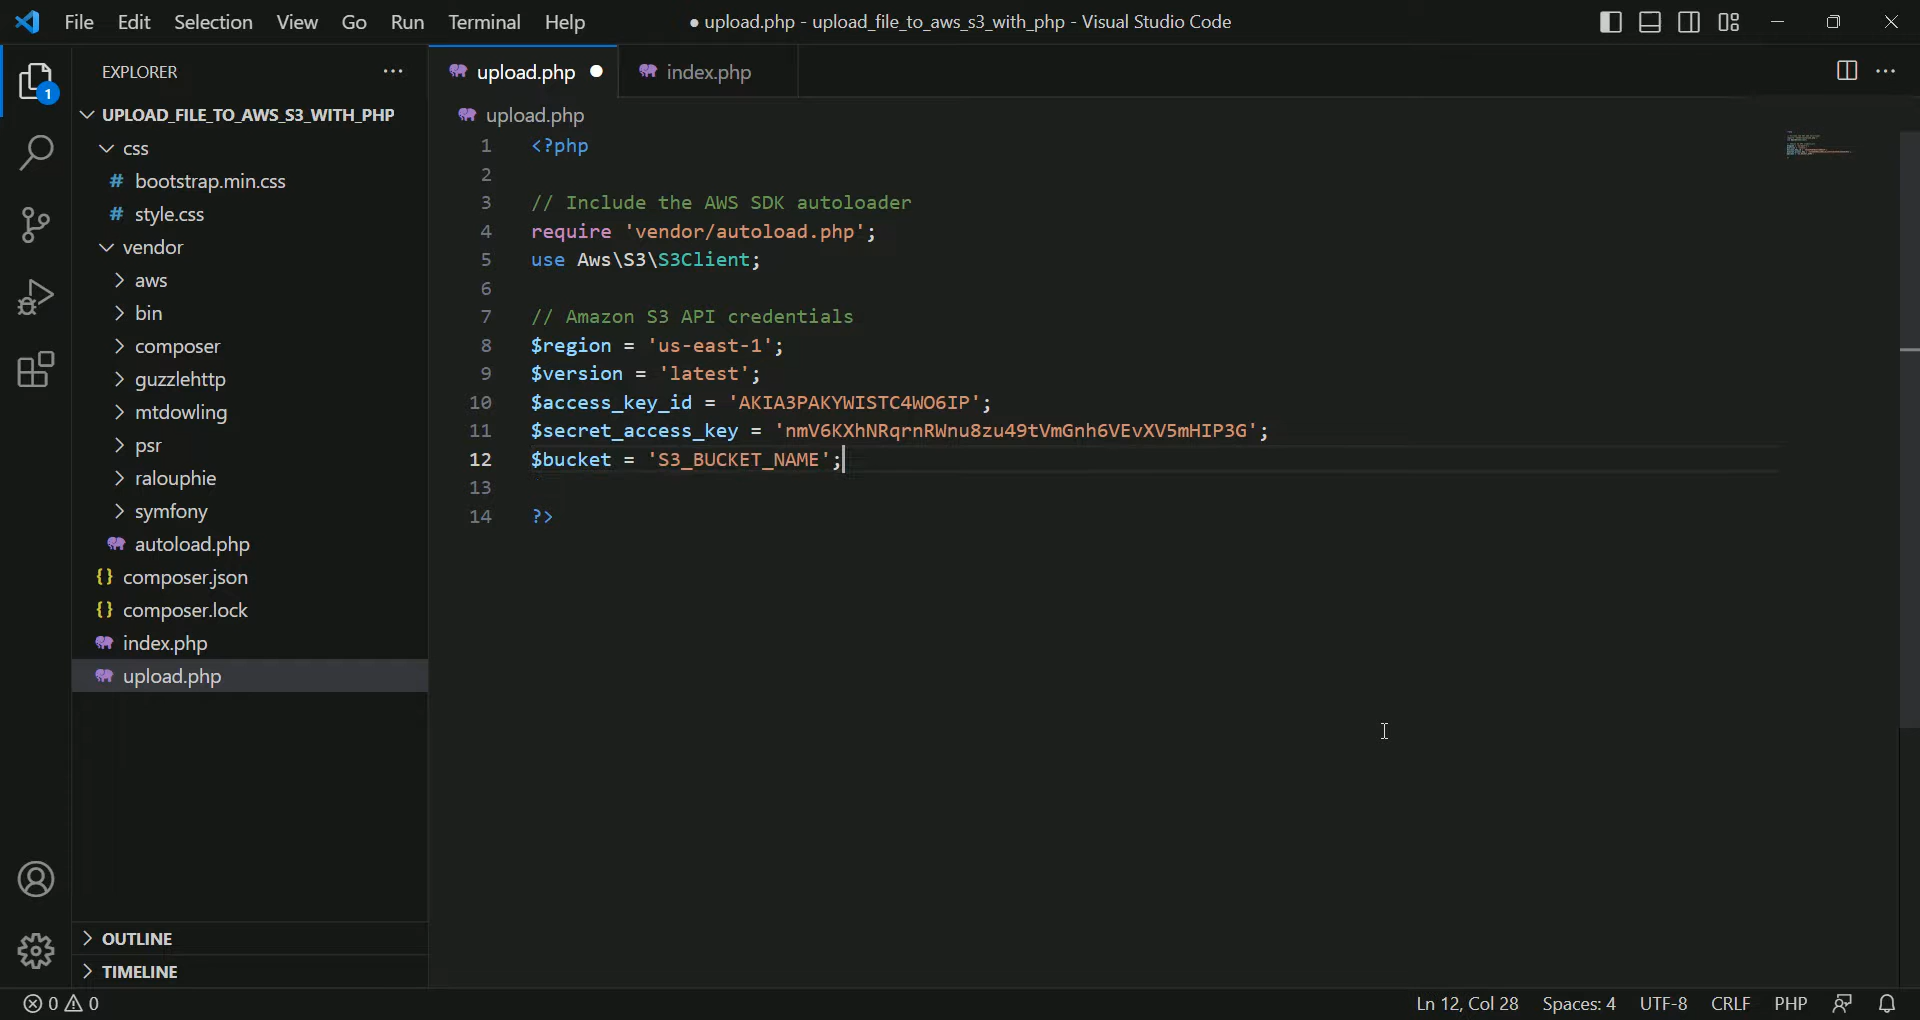 File Edit Selection View Go Run Terminal Help
● upload.php - upload_file_to_aws_s3_with_php - Visual Studio Code
EXPLORER
1
UPLOAD_FILE_TO_AWS_S3_WITH_PHP
css
# bootstrap.min.css
# style.css
vendor
aws
bin
composer
guzzlehttp
mtdowling
psr
ralouphie
symfony
autoload.php
{} composer.json
{} composer.lock
index.php
upload.php
OUTLINE
TIMELINE
upload.php ● index.php
upload.php
1 <?php
2
3 // Include the AWS SDK autoloader
4 require 'vendor/autoload.php';
5 use Aws\S3\S3Client;
6
7 // Amazon S3 API credentials
8 $region = 'us-east-1';
9 $version = 'latest';
10 $access_key_id = 'AKIA3PAKYWISTC4WO6IP';
11 $secret_access_key = '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';
12 $bucket = 'S3_BUCKET_NAME';
13
14 ?>
0 0
Ln 12, Col 28 Spaces: 4 UTF-8 CRLF PHP